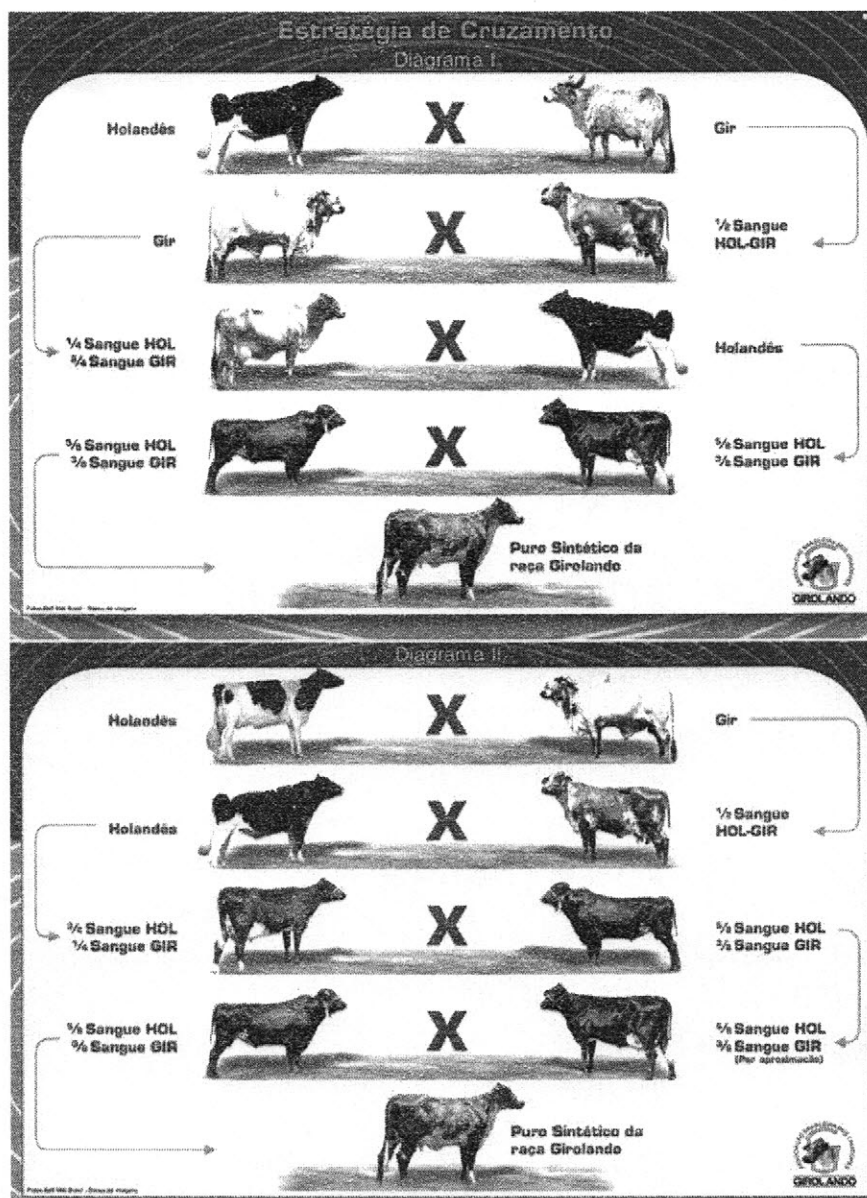 Estratégia de Cruzamento
Diagrama I
Holandês
X
Gir
Gir
X
½ Sangue
HOL-GIR
¼ Sangue HOL
¾ Sangue GIR
X
Holandês
⅝ Sangue HOL
⅜ Sangue GIR
X
⅝ Sangue HOL
⅜ Sangue GIR
Puro Sintético da
raça Girolando
GIROLANDO
Diagrama II
Holandês
X
Gir
Holandês
X
½ Sangue
HOL-GIR
¾ Sangue HOL
¼ Sangue GIR
X
⅝ Sangue HOL
⅜ Sangue GIR
⅝ Sangue HOL
⅜ Sangue GIR
X
⅝ Sangue HOL
⅜ Sangue GIR
(Por aproximação)
Puro Sintético da
raça Girolando
GIROLANDO